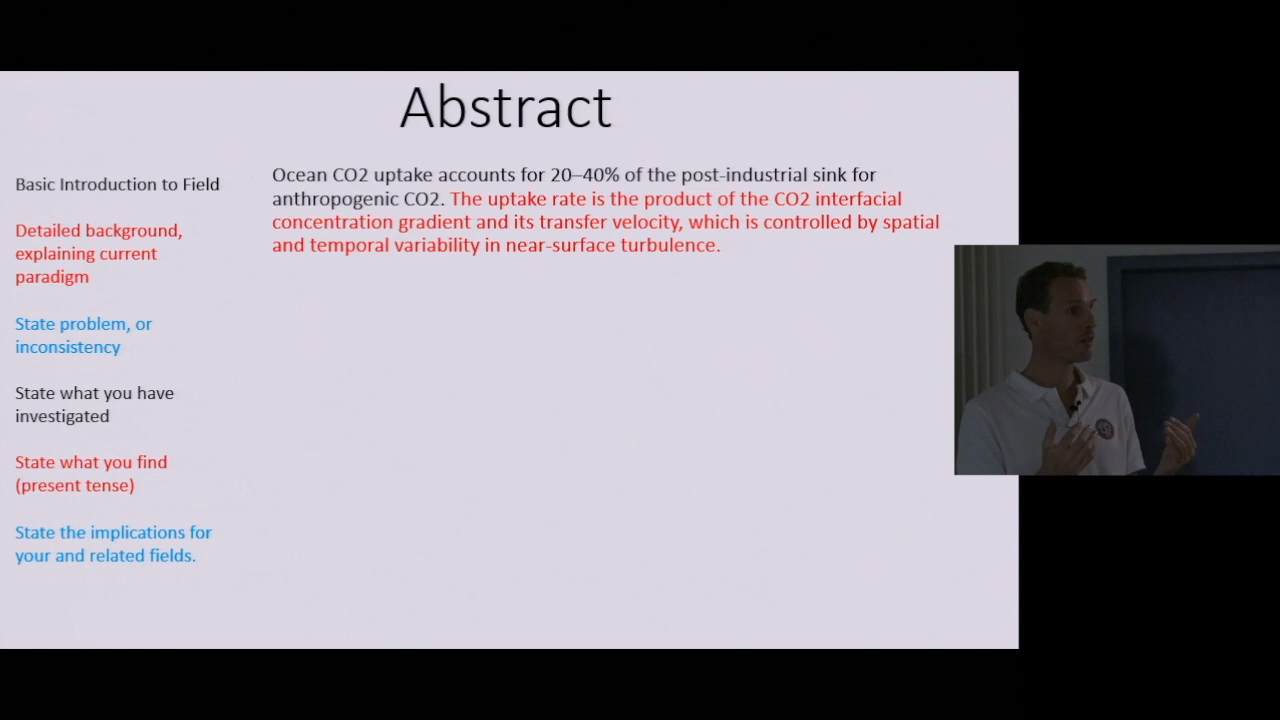 Abstract
Basic Introduction to Field
Detailed background,
explaining current
paradigm
State problem, or
inconsistency
State what you have
investigated
State what you find
(present tense)
State the implications for
your and related fields.
Ocean CO2 uptake accounts for 20–40% of the post-industrial sink for
anthropogenic CO2. The uptake rate is the product of the CO2 interfacial
concentration gradient and its transfer velocity, which is controlled by spatial
and temporal variability in near-surface turbulence.